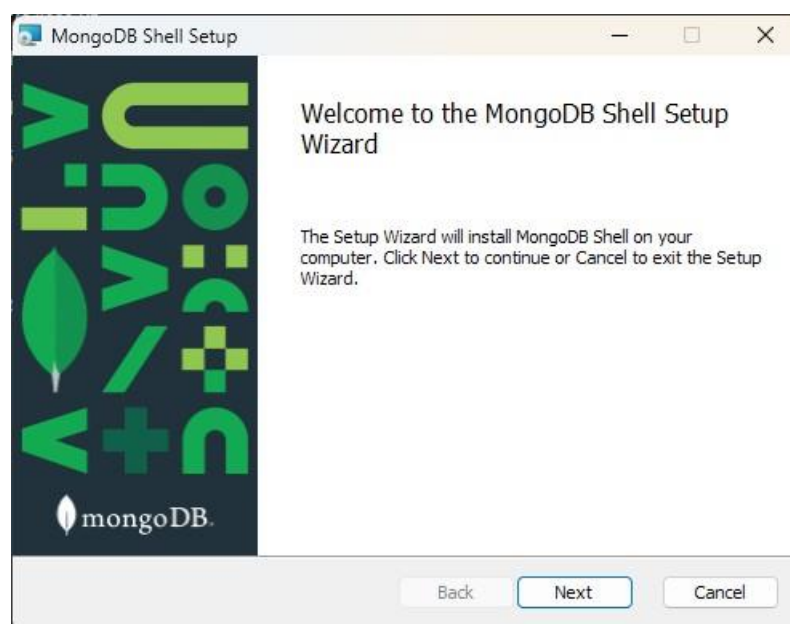 MongoDB Shell Setup
Welcome to the MongoDB Shell Setup
Wizard
The Setup Wizard will install MongoDB Shell on your
computer. Click Next to continue or Cancel to exit the Setup
Wizard.
mongoDB.
Back Next Cancel